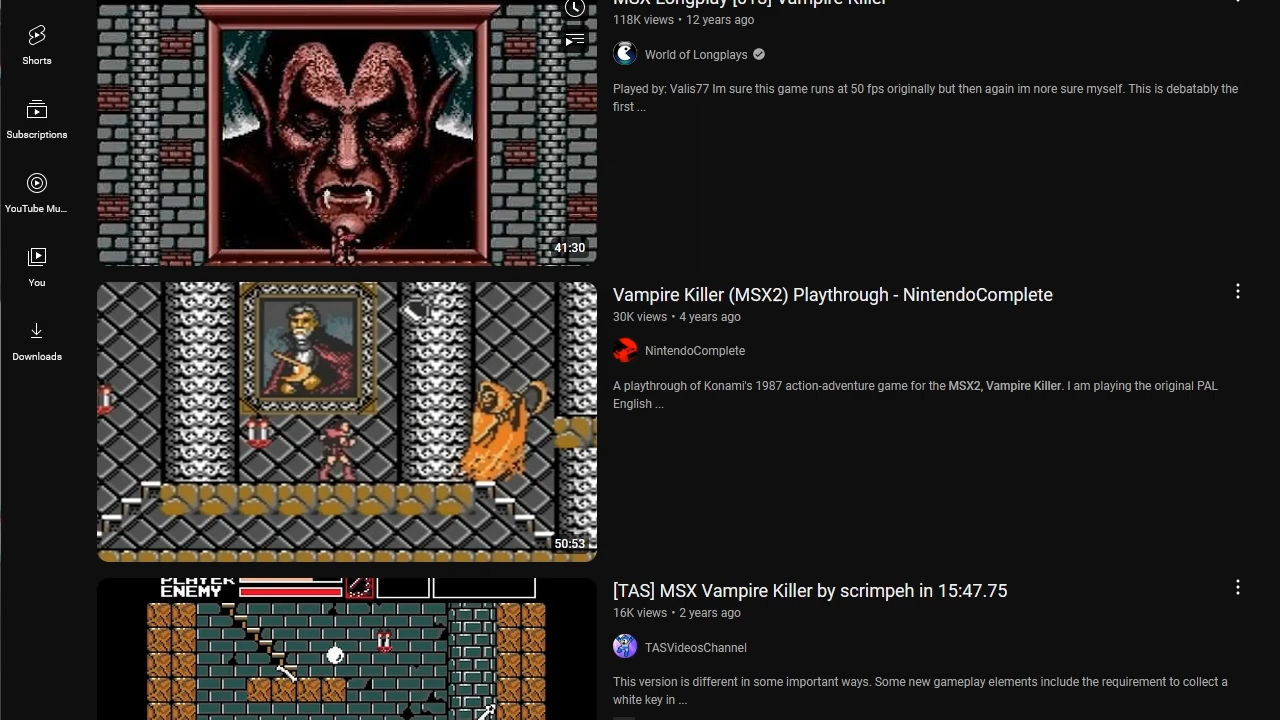 MSX Longplay [018] Vampire Killer
118K views • 12 years ago
World of Longplays
Played by: Valis77 Im sure this game runs at 50 fps originally but then again im nore sure myself. This is debatably the
first ...
41:30
Shorts
Subscriptions
YouTube Mu...
You
Downloads
Vampire Killer (MSX2) Playthrough - NintendoComplete
30K views • 4 years ago
NintendoComplete
A playthrough of Konami's 1987 action-adventure game for the MSX2, Vampire Killer. I am playing the original PAL
English ...
50:53
[TAS] MSX Vampire Killer by scrimpeh in 15:47.75
16K views • 2 years ago
TASVideosChannel
This version is different in some important ways. Some new gameplay elements include the requirement to collect a
white key in ...
PLAYER
ENEMY